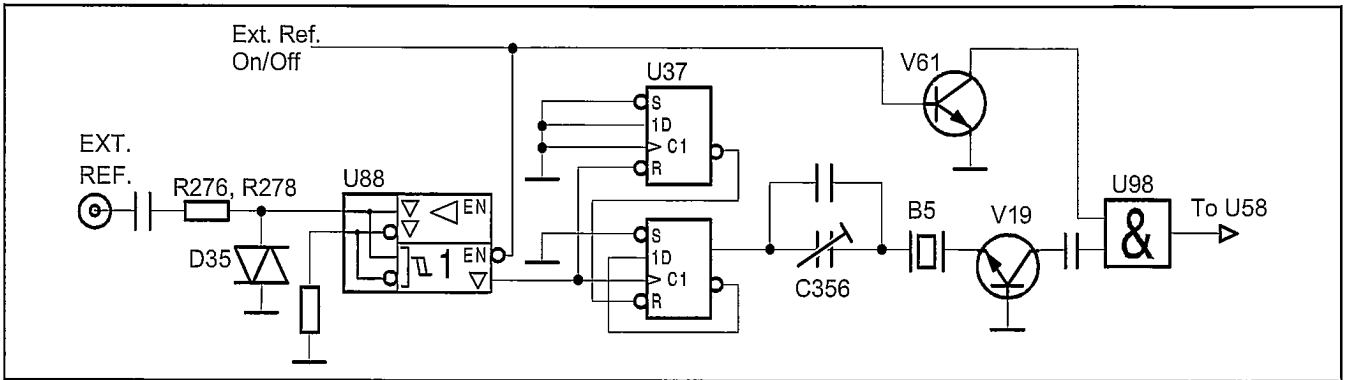 Ext. Ref.
On/Off
V61
U37
S
1D
C1
R
EXT.
REF.
R276, R278
U88
EN
D35
1
EN
S
1D
C1
R
C356
B5
V19
U98
&
To U58